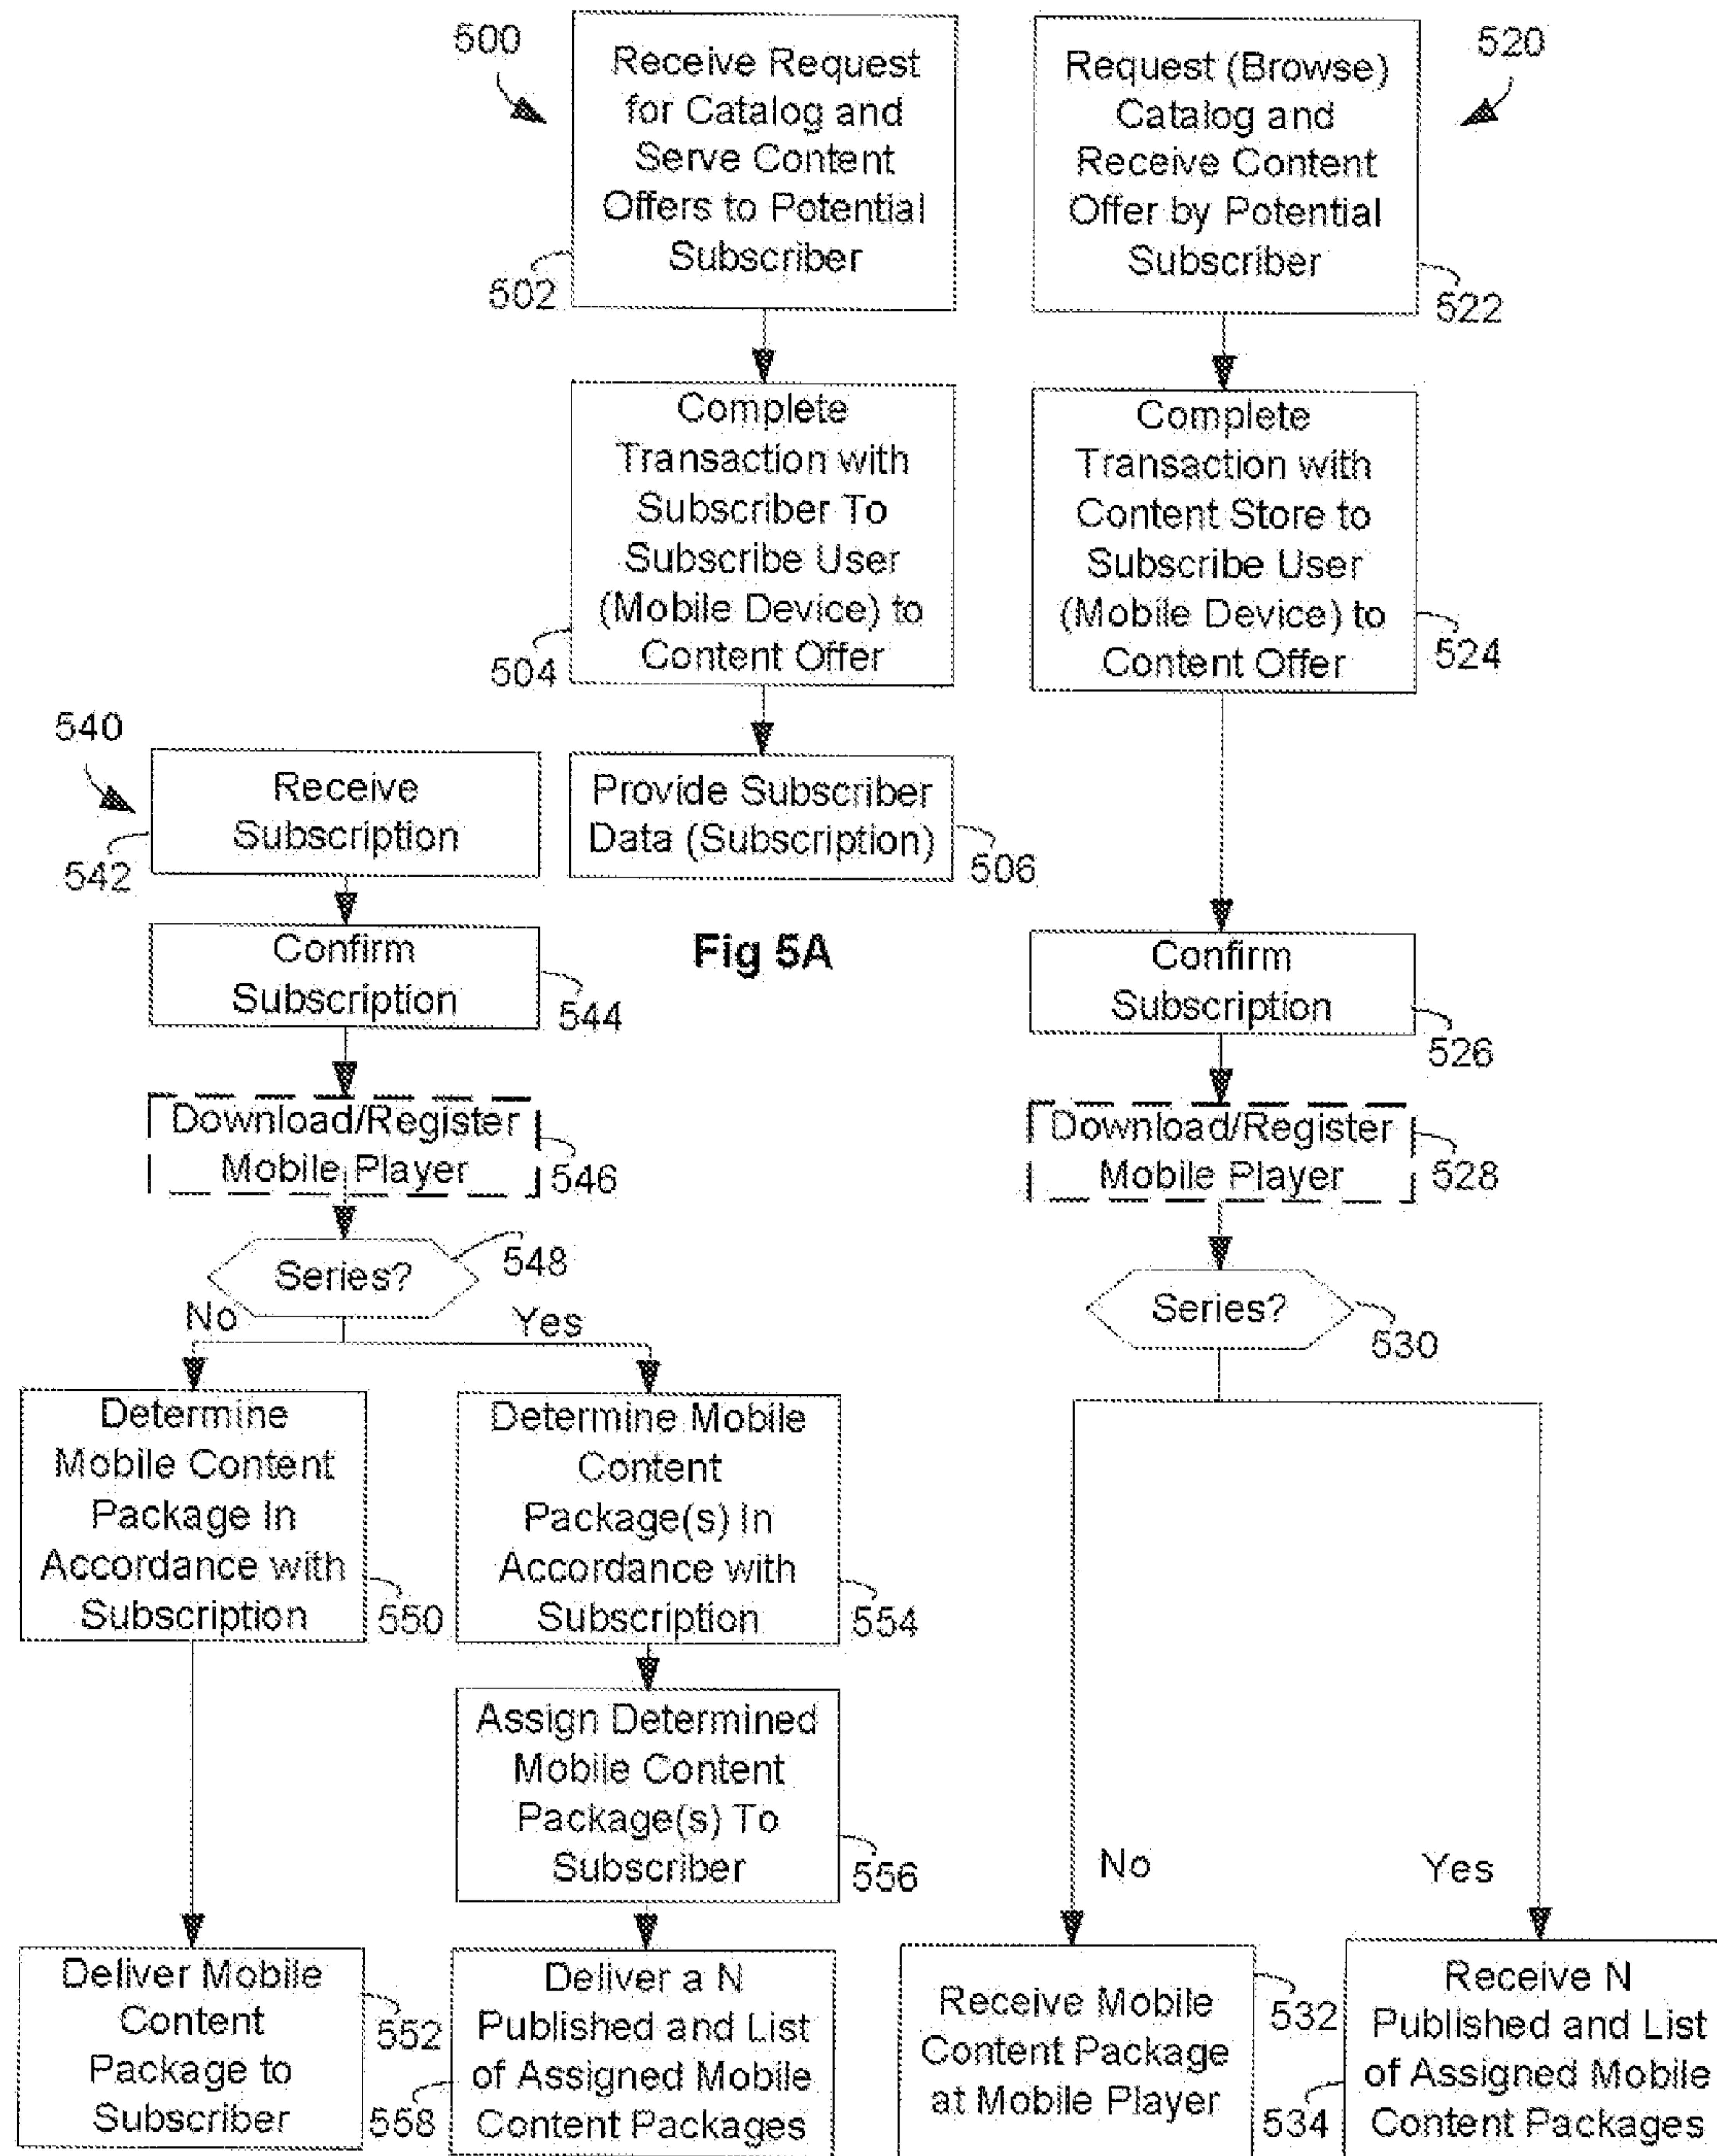 500
Receive Request
for Catalog and
Serve Content
Offers to Potential
Subscriber
502
Request (Browse)
Catalog and
Receive Content
Offer by Potential
Subscriber
520
522
Complete
Transaction with
Subscriber To
Subscribe User
(Mobile Device) to
Content Offer
504
Complete
Transaction with
Content Store to
Subscribe User
(Mobile Device) to
Content Offer
524
540
Receive
Subscription
542
Provide Subscriber
Data (Subscription)
506
Confirm
Subscription
544
Fig 5A
Confirm
Subscription
526
Download/Register
Mobile Player
546
Download/Register
Mobile Player
528
Series?
548
No
Yes
Series?
530
Determine
Mobile Content
Package In
Accordance with
Subscription
550
Determine Mobile
Content
Package(s) In
Accordance with
Subscription
554
Assign Determined
Mobile Content
Package(s) To
Subscriber
556
No
Yes
Deliver Mobile
Content
Package to
Subscriber
552
Deliver a N
Published and List
of Assigned Mobile
Content Packages
558
Receive Mobile
Content Package
at Mobile Player
532
Receive N
Published and List
of Assigned Mobile
Content Packages
534